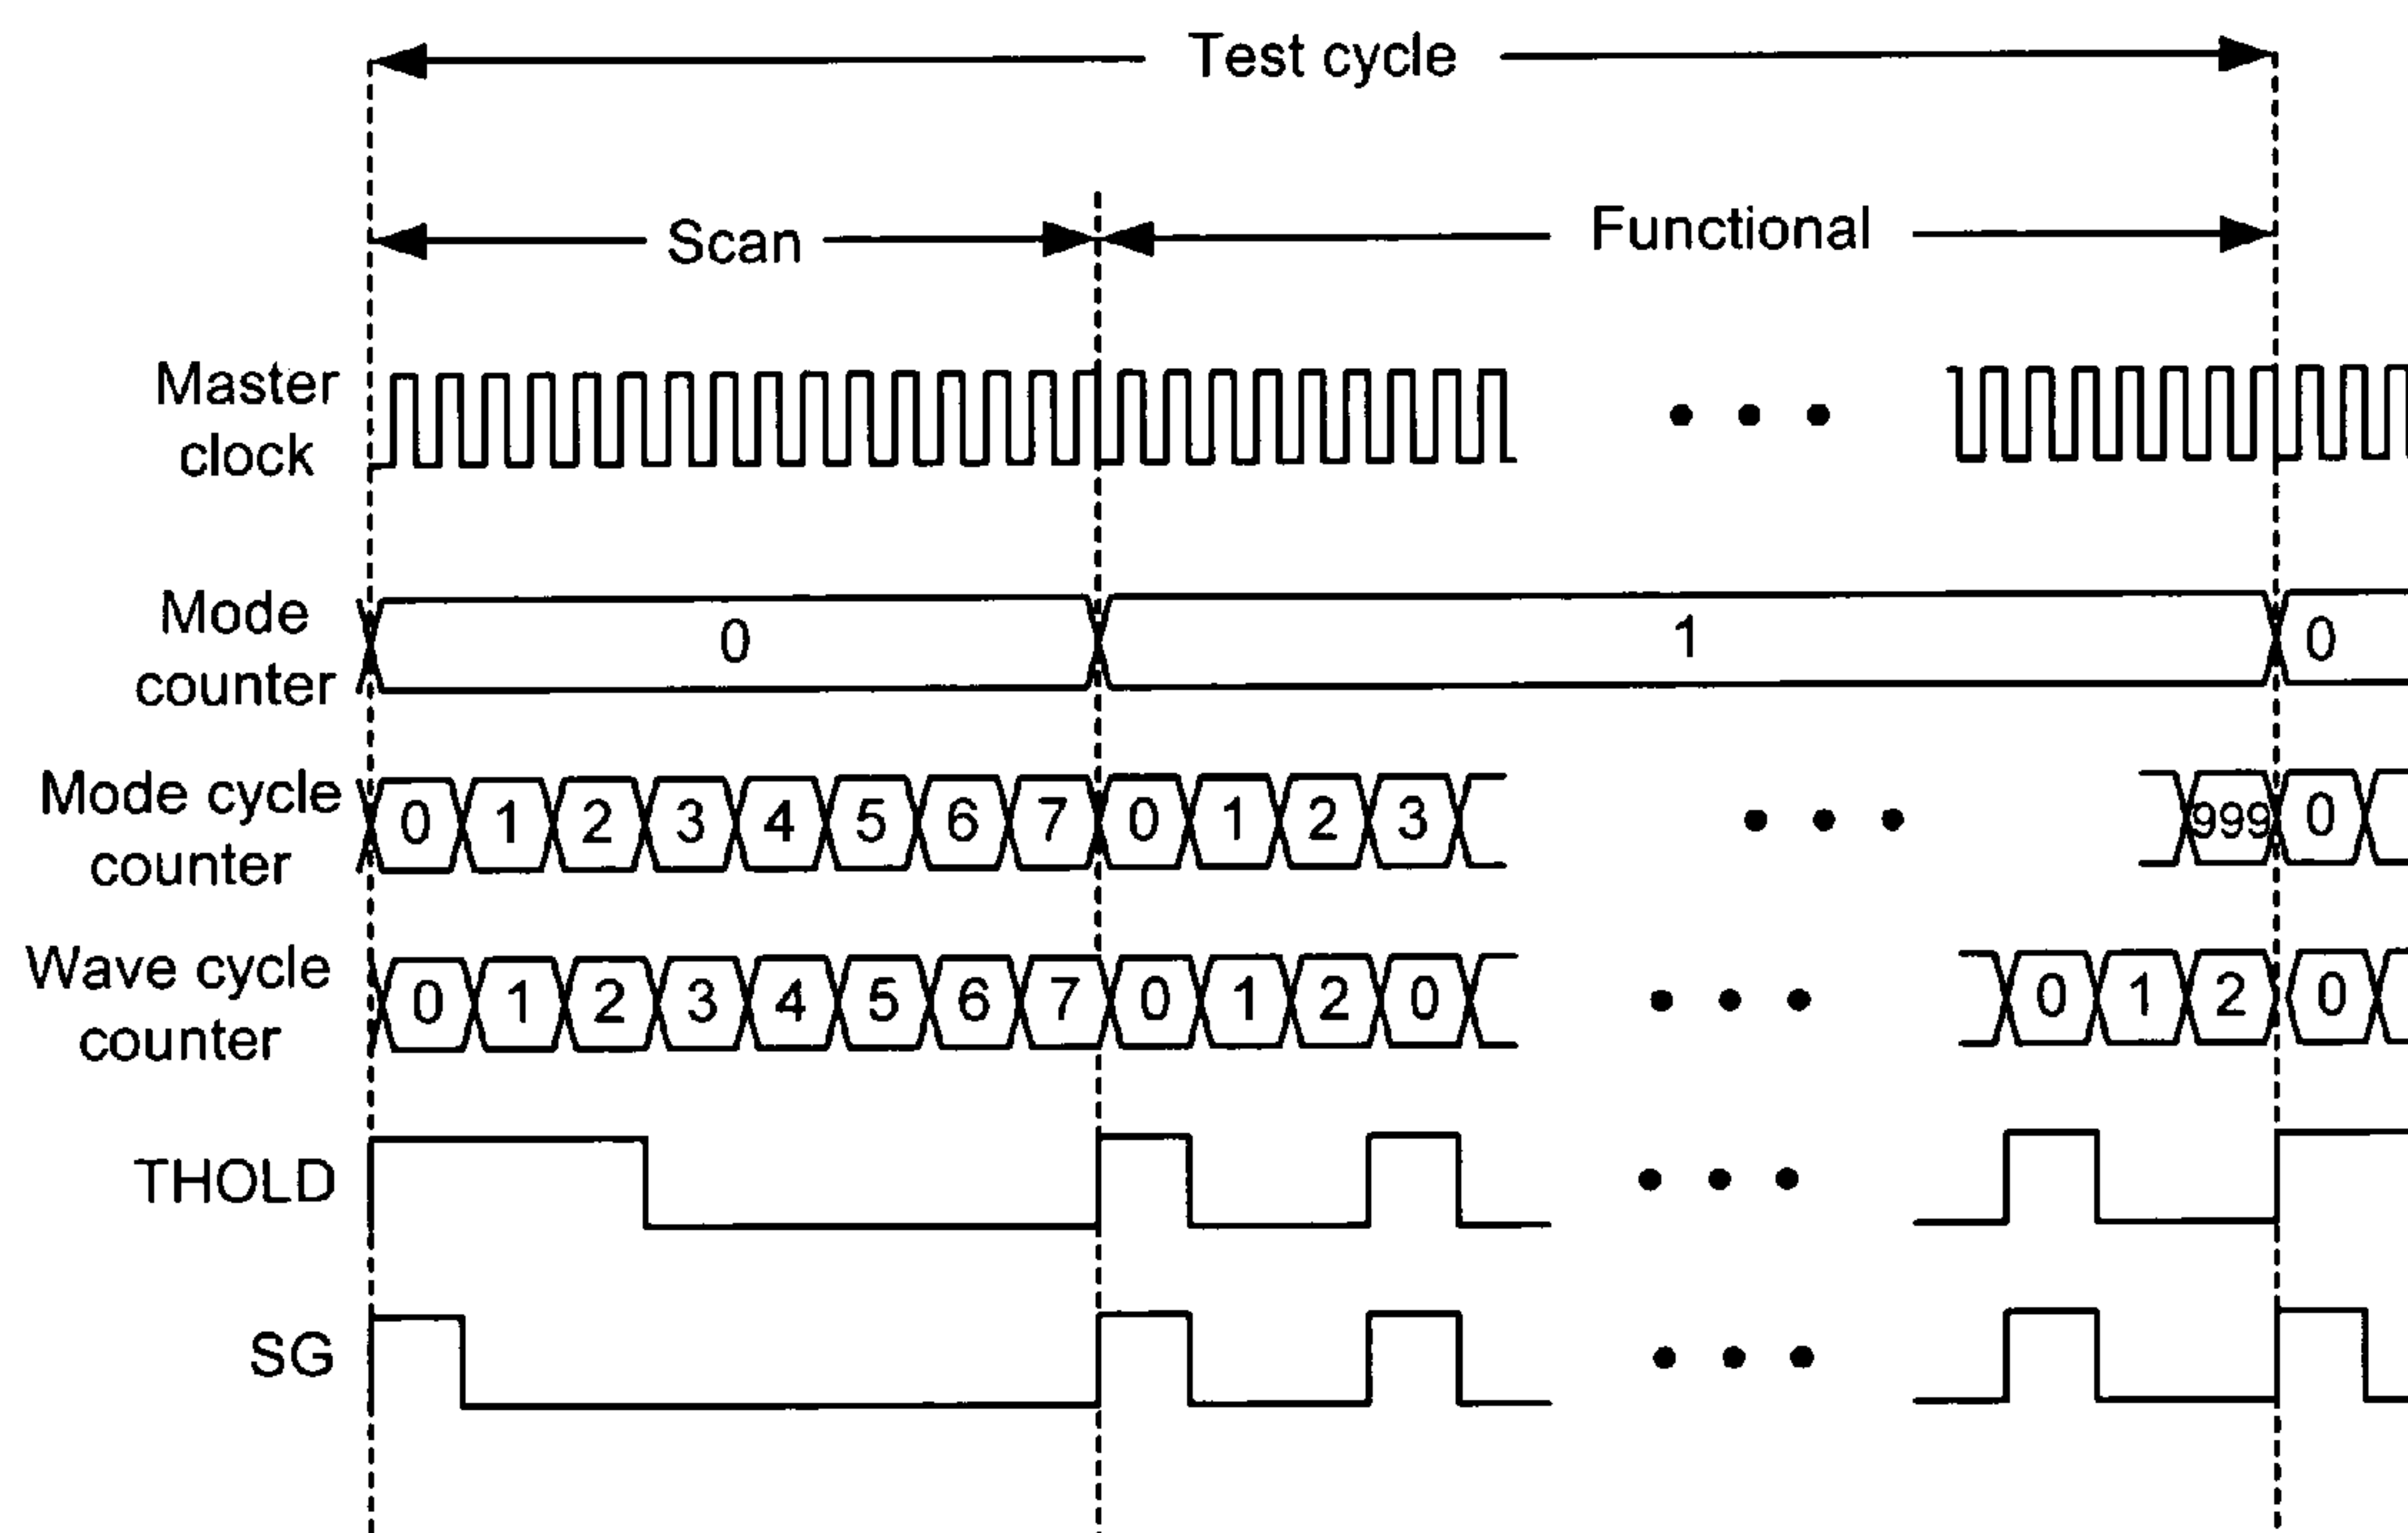 Test cycle
Scan
Functional
Master
clock
Mode
counter
0
1
0
Mode cycle
counter
0 1 2 3 4 5 6 7 0 1 2 3
999 0
Wave cycle
counter
0 1 2 3 4 5 6 7 0 1 2 0
0 1 2 0
THOLD
SG